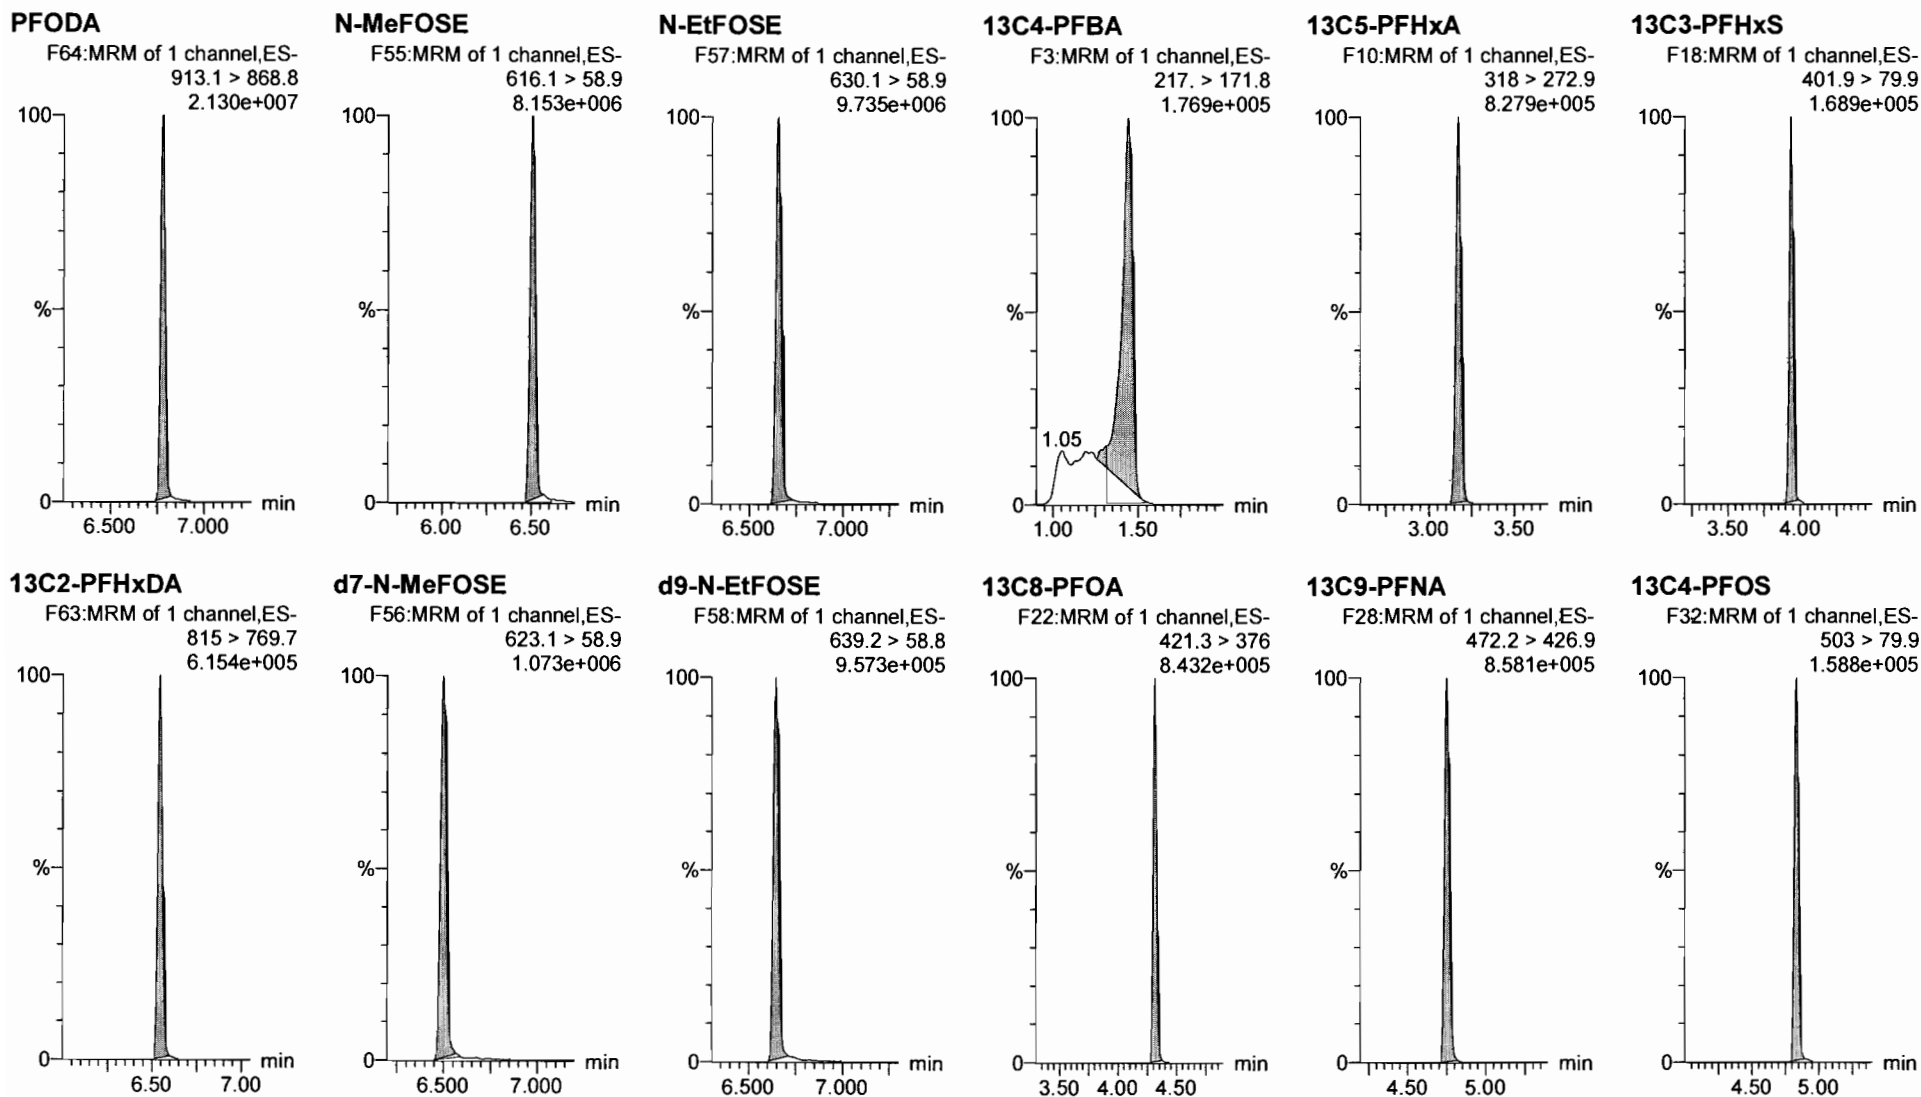 PFODA
F64:MRM of 1 channel,ES-
913.1 > 868.8
2.130e+007
100
%
0
min
6.500 7.000
N-MeFOSE
F55:MRM of 1 channel,ES-
616.1 > 58.9
8.153e+006
100
%
0
min
6.00 6.50
N-EtFOSE
F57:MRM of 1 channel,ES-
630.1 > 58.9
9.735e+006
100
%
0
min
6.500 7.000
13C4-PFBA
F3:MRM of 1 channel,ES-
217. > 171.8
1.769e+005
100
%
1.05
0
min
1.00 1.50
13C5-PFHxA
F10:MRM of 1 channel,ES-
318 > 272.9
8.279e+005
100
%
0
min
3.00 3.50
13C3-PFHxS
F18:MRM of 1 channel,ES-
401.9 > 79.9
1.689e+005
100
%
0
min
3.50 4.00
13C2-PFHxDA
F63:MRM of 1 channel,ES-
815 > 769.7
6.154e+005
100
%
0
min
6.50 7.00
d7-N-MeFOSE
F56:MRM of 1 channel,ES-
623.1 > 58.9
1.073e+006
100
%
0
min
6.500 7.000
d9-N-EtFOSE
F58:MRM of 1 channel,ES-
639.2 > 58.8
9.573e+005
100
%
0
min
6.500 7.000
13C8-PFOA
F22:MRM of 1 channel,ES-
421.3 > 376
8.432e+005
100
%
0
min
3.50 4.00 4.50
13C9-PFNA
F28:MRM of 1 channel,ES-
472.2 > 426.9
8.581e+005
100
%
0
min
4.50 5.00
13C4-PFOS
F32:MRM of 1 channel,ES-
503 > 79.9
1.588e+005
100
%
0
min
4.50 5.00